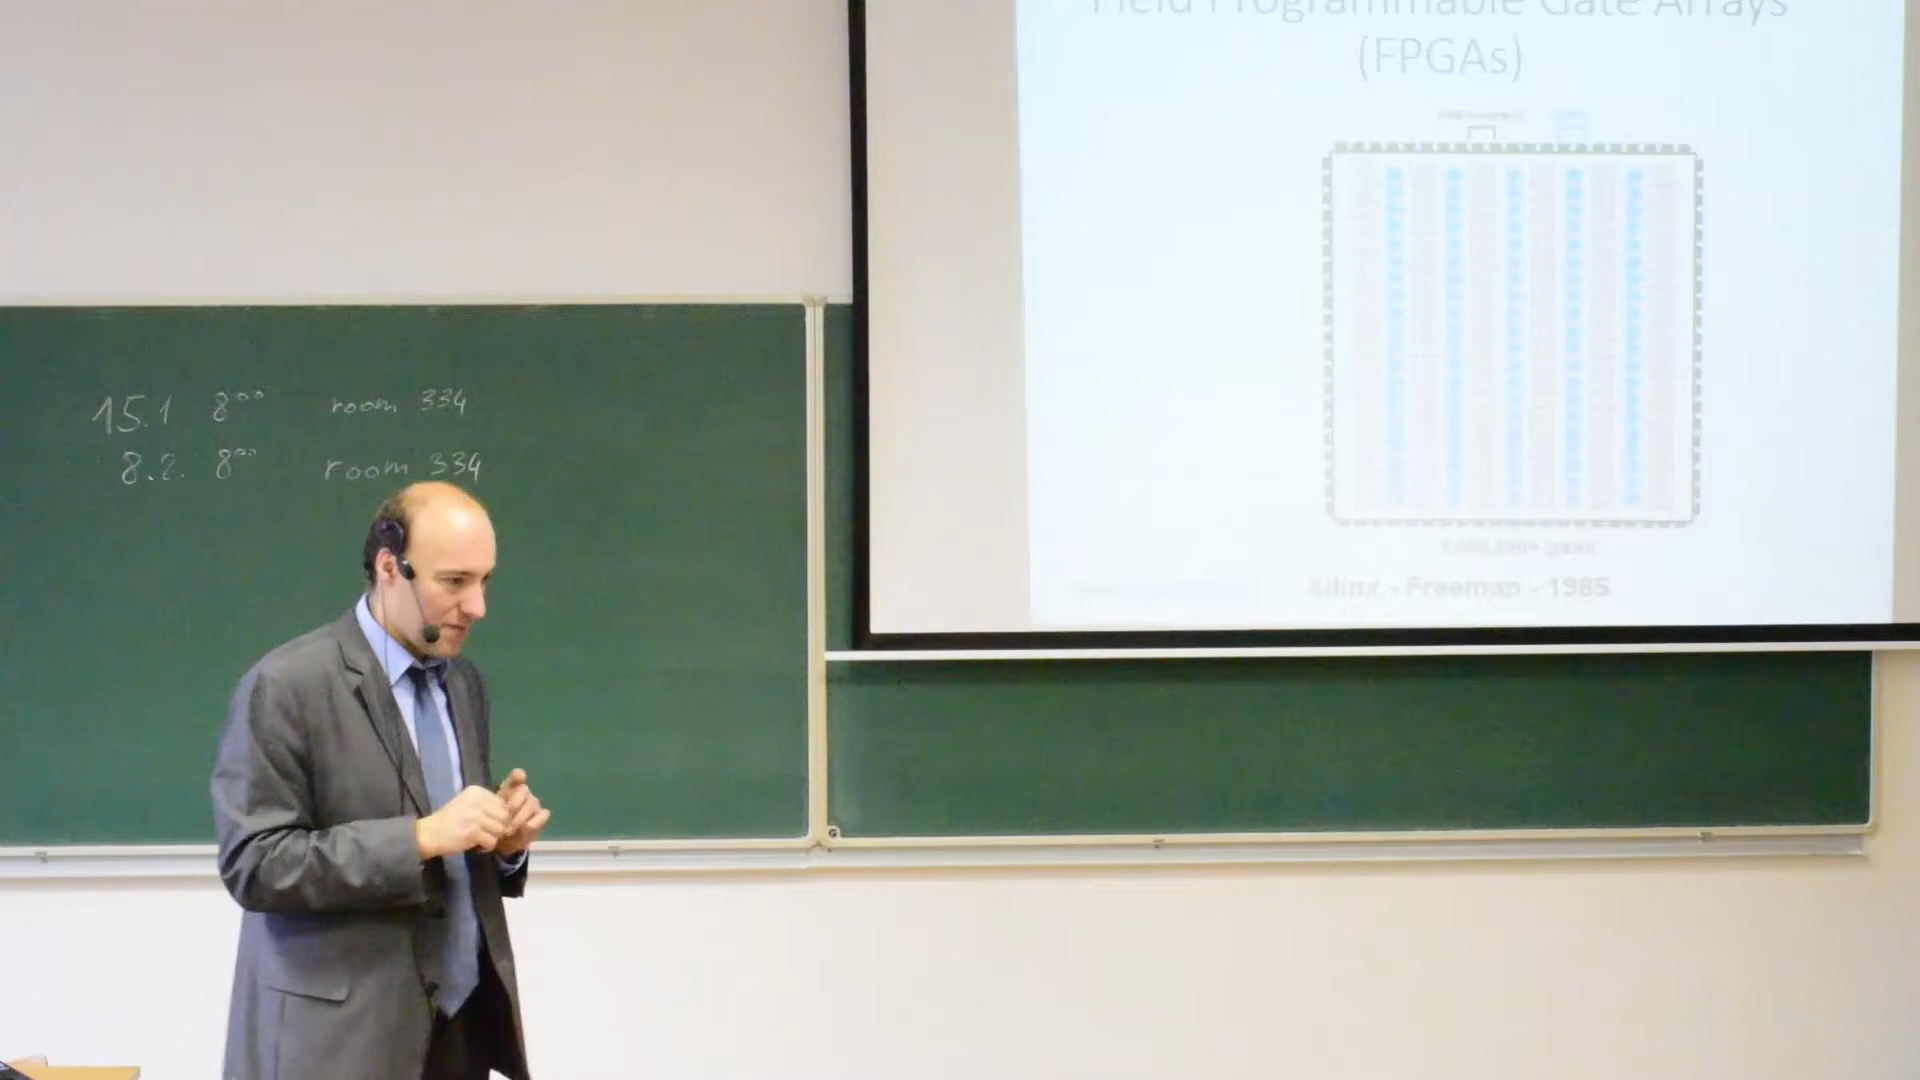 15.1 8⁰⁰ room 334
8.2. 8⁰⁰ room 334
Field Programmable Gate Arrays
(FPGAs)
Xilinx - Freeman - 1985